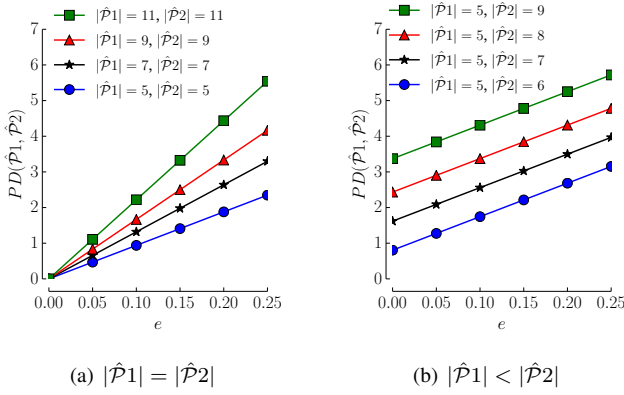 |P̂1| = 11, |P̂2| = 11
|P̂1| = 9, |P̂2| = 9
|P̂1| = 7, |P̂2| = 7
|P̂1| = 5, |P̂2| = 5
PD(P̂1, P̂2)
7
6
5
4
3
2
1
0
0.00 0.05 0.10 0.15 0.20 0.25
e
(a) |P̂1| = |P̂2|
|P̂1| = 5, |P̂2| = 9
|P̂1| = 5, |P̂2| = 8
|P̂1| = 5, |P̂2| = 7
|P̂1| = 5, |P̂2| = 6
PD(P̂1, P̂2)
7
6
5
4
3
2
1
0
0.00 0.05 0.10 0.15 0.20 0.25
e
(b) |P̂1| < |P̂2|